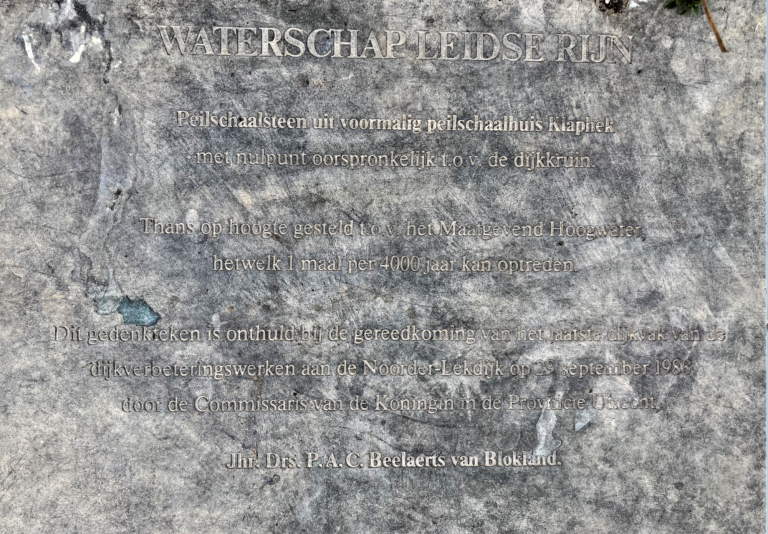 WATERSCHAP LEIDSE RIJN
Peilschaalsteen uit voormalig peilschaalhuis Klaphek
met nulpunt oorspronkelijk t.o.v. de dijkkruin.
Thans op hoogte gesteld t.o.v. het Maatgevend Hoogwater,
hetwelk 1 maal per 4000 jaar kan optreden.
Dit gedenkteken is onthuld bij de gereedkoming van het laatste dijkvak van de
dijkverbeteringswerken aan de Noorder-Lekdijk op 29 september 1986
door de Commissaris van de Koningin in de Provincie Utrecht,
Jhr. Drs. P.A.C. Beelaerts van Blokland.